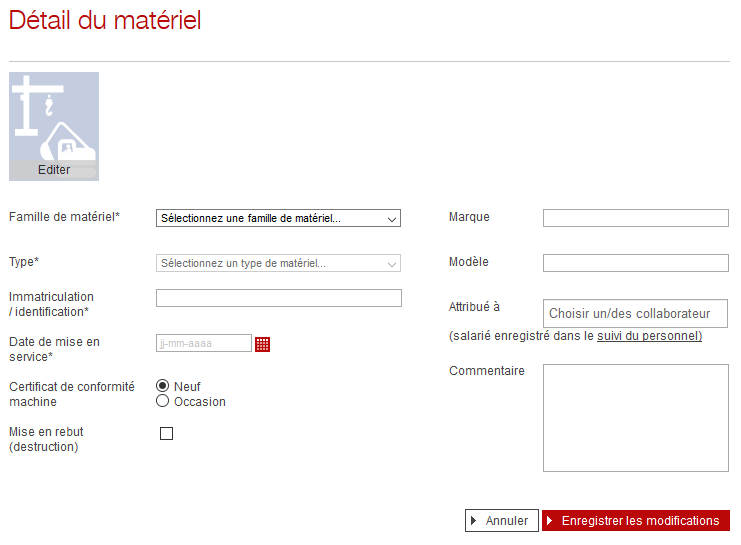 Détail du matériel
Editer
Famille de matériel*
Sélectionnez une famille de matériel...
Type*
Sélectionnez un type de matériel...
Immatriculation
/ identification*
Date de mise en
service*
jj-mm-aaaa
Certificat de conformité
machine
Neuf
Occasion
Mise en rebut
(destruction)
Marque
Modèle
Attribué à
Choisir un/des collaborateur
(salarié enregistré dans le suivi du personnel)
Commentaire
Annuler
Enregistrer les modifications